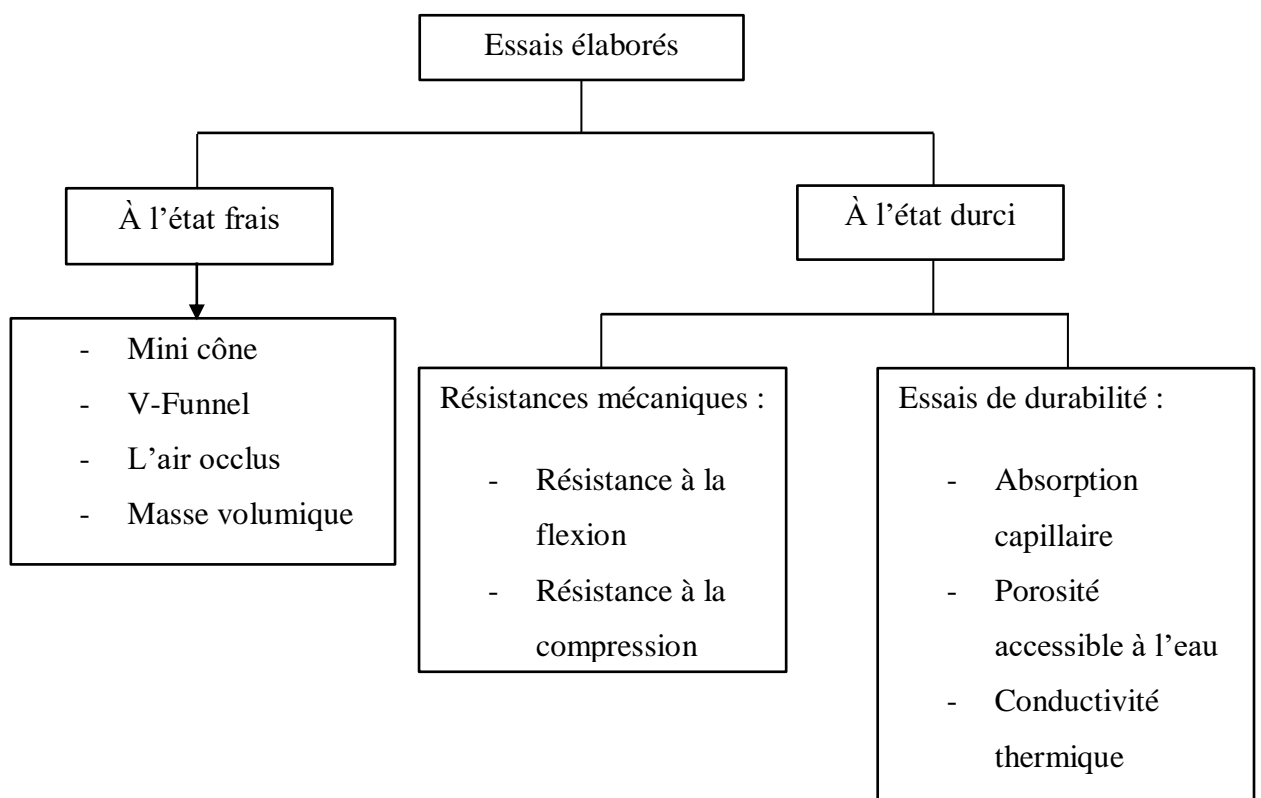 Essais élaborés
À l’état frais
À l’état durci
- Mini cône
- V-Funnel
- L’air occlus
- Masse volumique
Résistances mécaniques :
- Résistance à la
flexion
- Résistance à la
compression
Essais de durabilité :
- Absorption
capillaire
- Porosité
accessible à l’eau
- Conductivité
thermique